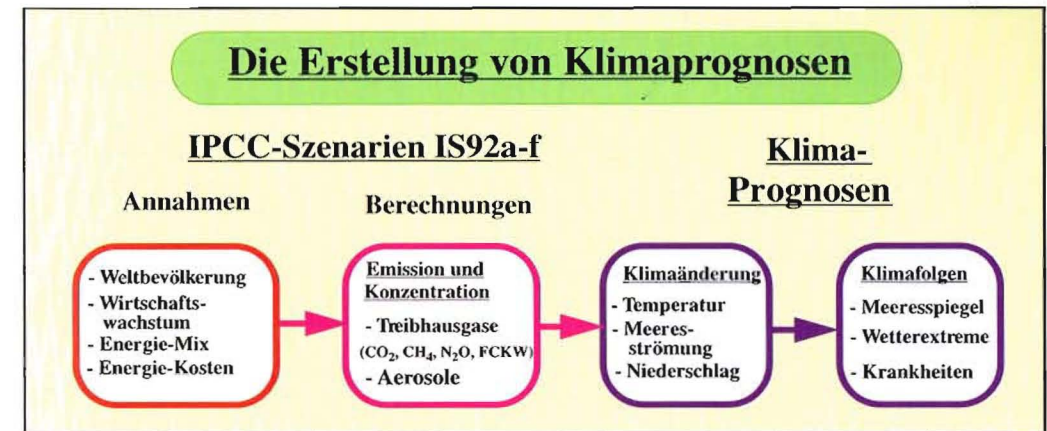 Die Erstellung von Klimaprognosen
IPCC-Szenarien IS92a-f
Klima-
Prognosen
Annahmen
Berechnungen
- Weltbevölkerung
- Wirtschafts-
wachstum
- Energie-Mix
- Energie-Kosten
Emission und
Konzentration
- Treibhausgase
(CO₂, CH₄, N₂O, FCKW)
- Aerosole
Klimaänderung
- Temperatur
- Meeres-
strömung
- Niederschlag
Klimafolgen
- Meeresspiegel
- Wetterextreme
- Krankheiten